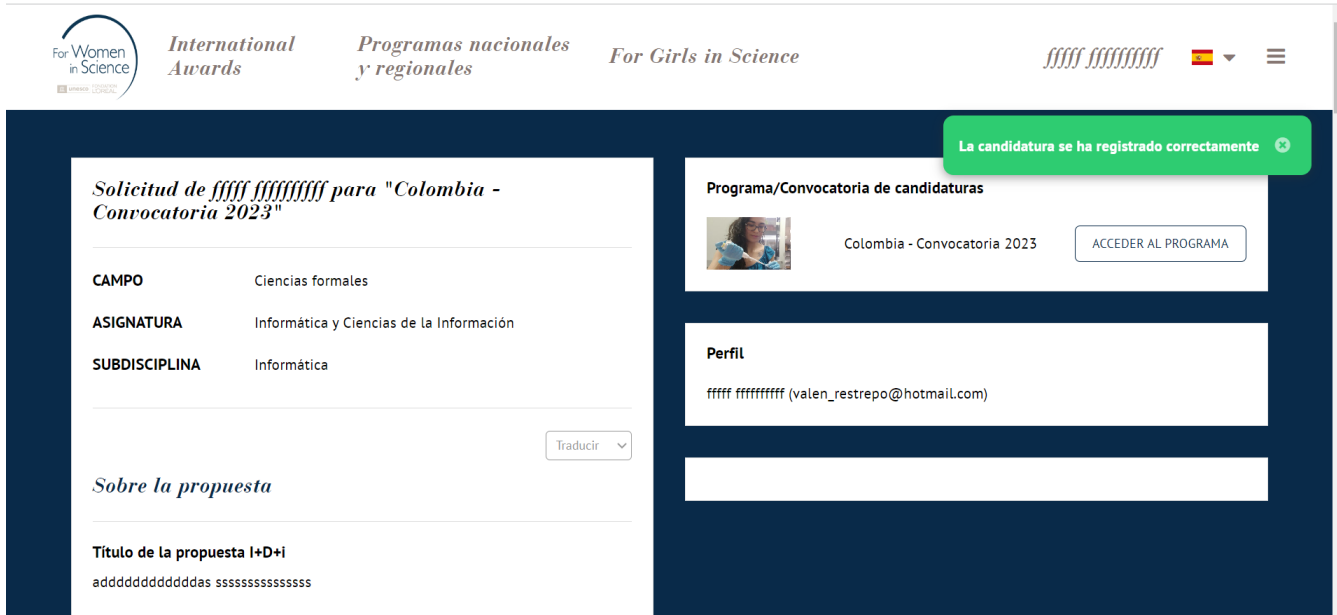 For Women
in Science
unesco
International
Awards
Programas nacionales
y regionales
For Girls in Science
fffff ffffffffff
La candidatura se ha registrado correctamente
Solicitud de fffff ffffffffff para "Colombia -
Convocatoria 2023"
CAMPO Ciencias formales
ASIGNATURA Informática y Ciencias de la Información
SUBDISCIPLINA Informática
Traducir
Sobre la propuesta
Título de la propuesta I+D+i
adddddddddddddas sssssssssssssss
Programa/Convocatoria de candidaturas
Colombia - Convocatoria 2023 ACCEDER AL PROGRAMA
Perfil
fffff ffffffffff (valen_restrepo@hotmail.com)